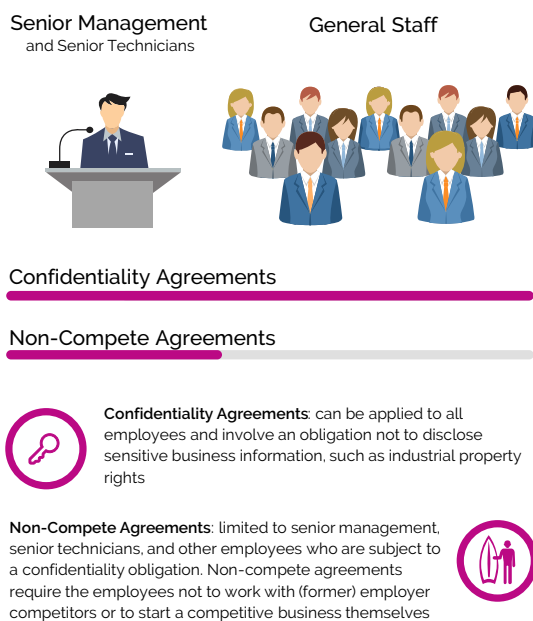 Senior Management
and Senior Technicians
General Staff
Confidentiality Agreements
Non-Compete Agreements
Confidentiality Agreements: can be applied to all
employees and involve an obligation not to disclose
sensitive business information, such as industrial property
rights
Non-Compete Agreements: limited to senior management,
senior technicians, and other employees who are subject to
a confidentiality obligation. Non-compete agreements
require the employees not to work with (former) employer
competitors or to start a competitive business themselves